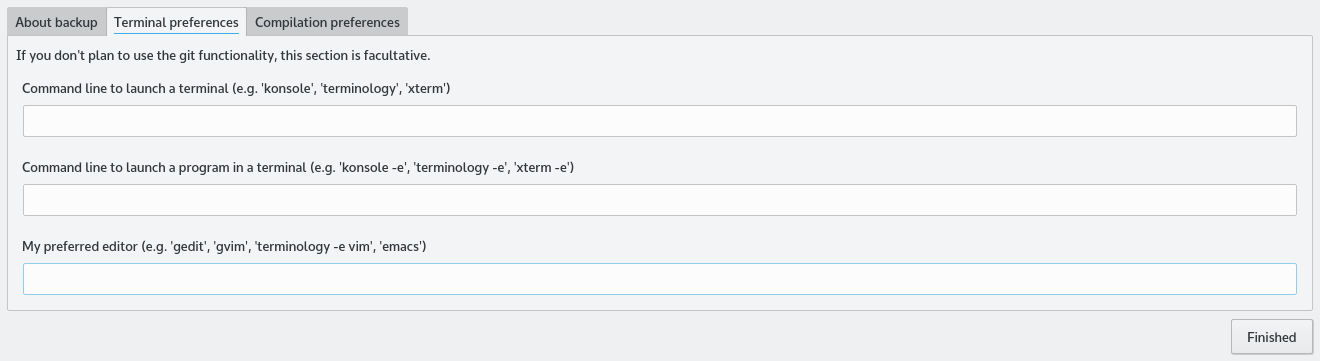 About backup Terminal preferences Compilation preferences
If you don't plan to use the git functionality, this section is facultative.
Command line to launch a terminal (e.g. 'konsole', 'terminology', 'xterm')
Command line to launch a program in a terminal (e.g. 'konsole -e', 'terminology -e', 'xterm -e')
My preferred editor (e.g. 'gedit', 'gvim', 'terminology -e vim', 'emacs')
Finished